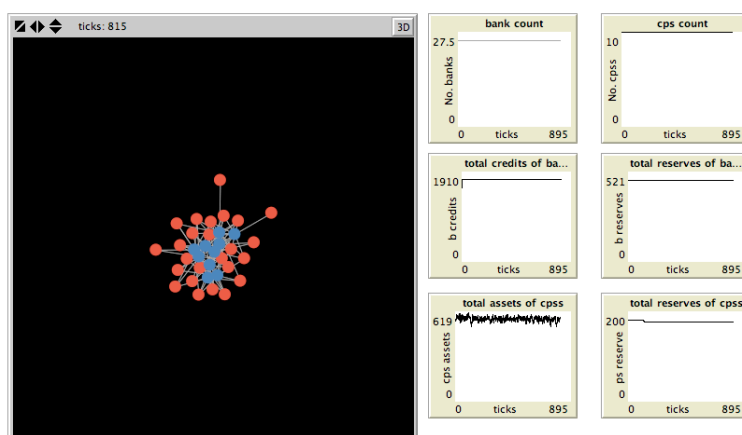 ticks: 815
3D
bank count
27.5
No. banks
0
0 ticks 895
cps count
10
No. cpss
0
0 ticks 895
total credits of ba...
1910
b credits
0
0 ticks 895
total reserves of ba...
521
b reserves
0
0 ticks 895
total assets of cpss
619
cps assets
0
0 ticks 895
total reserves of cpss
200
ps reserve
0
0 ticks 895